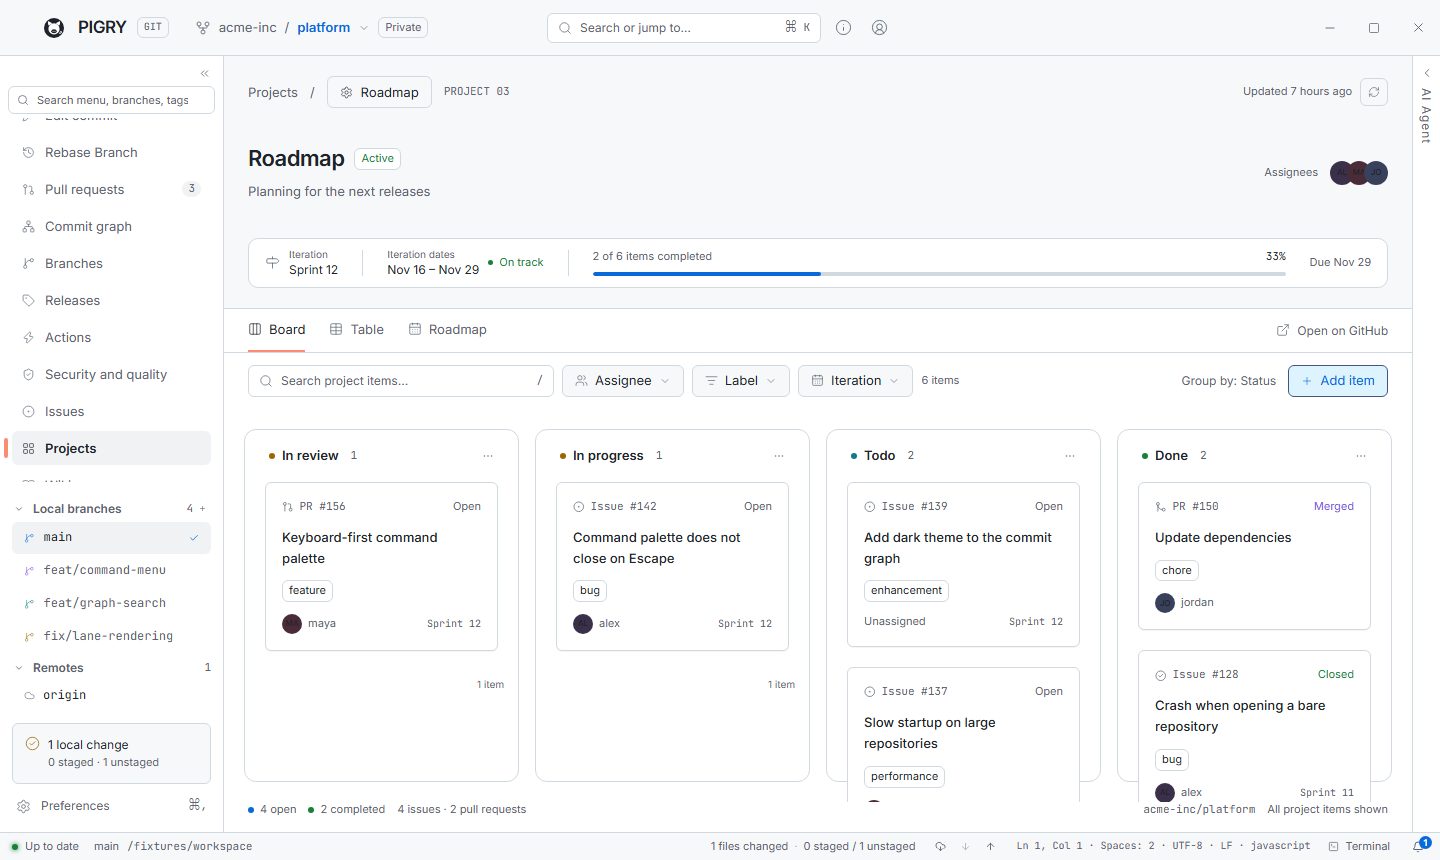 PIGRY GIT
acme-inc / platform Private
Search or jump to... ⌘ K
Search menu, branches, tags
Rebase Branch
Pull requests 3
Commit graph
Branches
Releases
Actions
Security and quality
Issues
Projects
Local branches 4 +
main
feat/command-menu
feat/graph-search
fix/lane-rendering
Remotes 1
origin
1 local change
0 staged · 1 unstaged
Preferences ⌘,
Projects / Roadmap PROJECT 03
Updated 7 hours ago
Roadmap Active
Planning for the next releases
Assignees
Iteration
Sprint 12
Iteration dates
Nov 16 – Nov 29
On track
2 of 6 items completed 33%
Due Nov 29
Board Table Roadmap
Open on GitHub
Search project items... /
Assignee Label Iteration 6 items
Group by: Status + Add item
In review 1 ...
PR #156 Open
Keyboard-first command
palette
feature
maya Sprint 12
1 item
In progress 1 ...
Issue #142 Open
Command palette does not
close on Escape
bug
alex Sprint 12
1 item
Todo 2 ...
Issue #139 Open
Add dark theme to the commit
graph
enhancement
Unassigned Sprint 12
Issue #137 Open
Slow startup on large
repositories
performance
Done 2 ...
PR #150 Merged
Update dependencies
chore
jordan
Issue #128 Closed
Crash when opening a bare
repository
bug
alex Sprint 11
4 open 2 completed 4 issues · 2 pull requests
acme-inc/platform All project items shown
AI Agent
Up to date main /fixtures/workspace
1 files changed · 0 staged / 1 unstaged
Ln 1, Col 1 · Spaces: 2 · UTF-8 · LF · javascript
Terminal 1